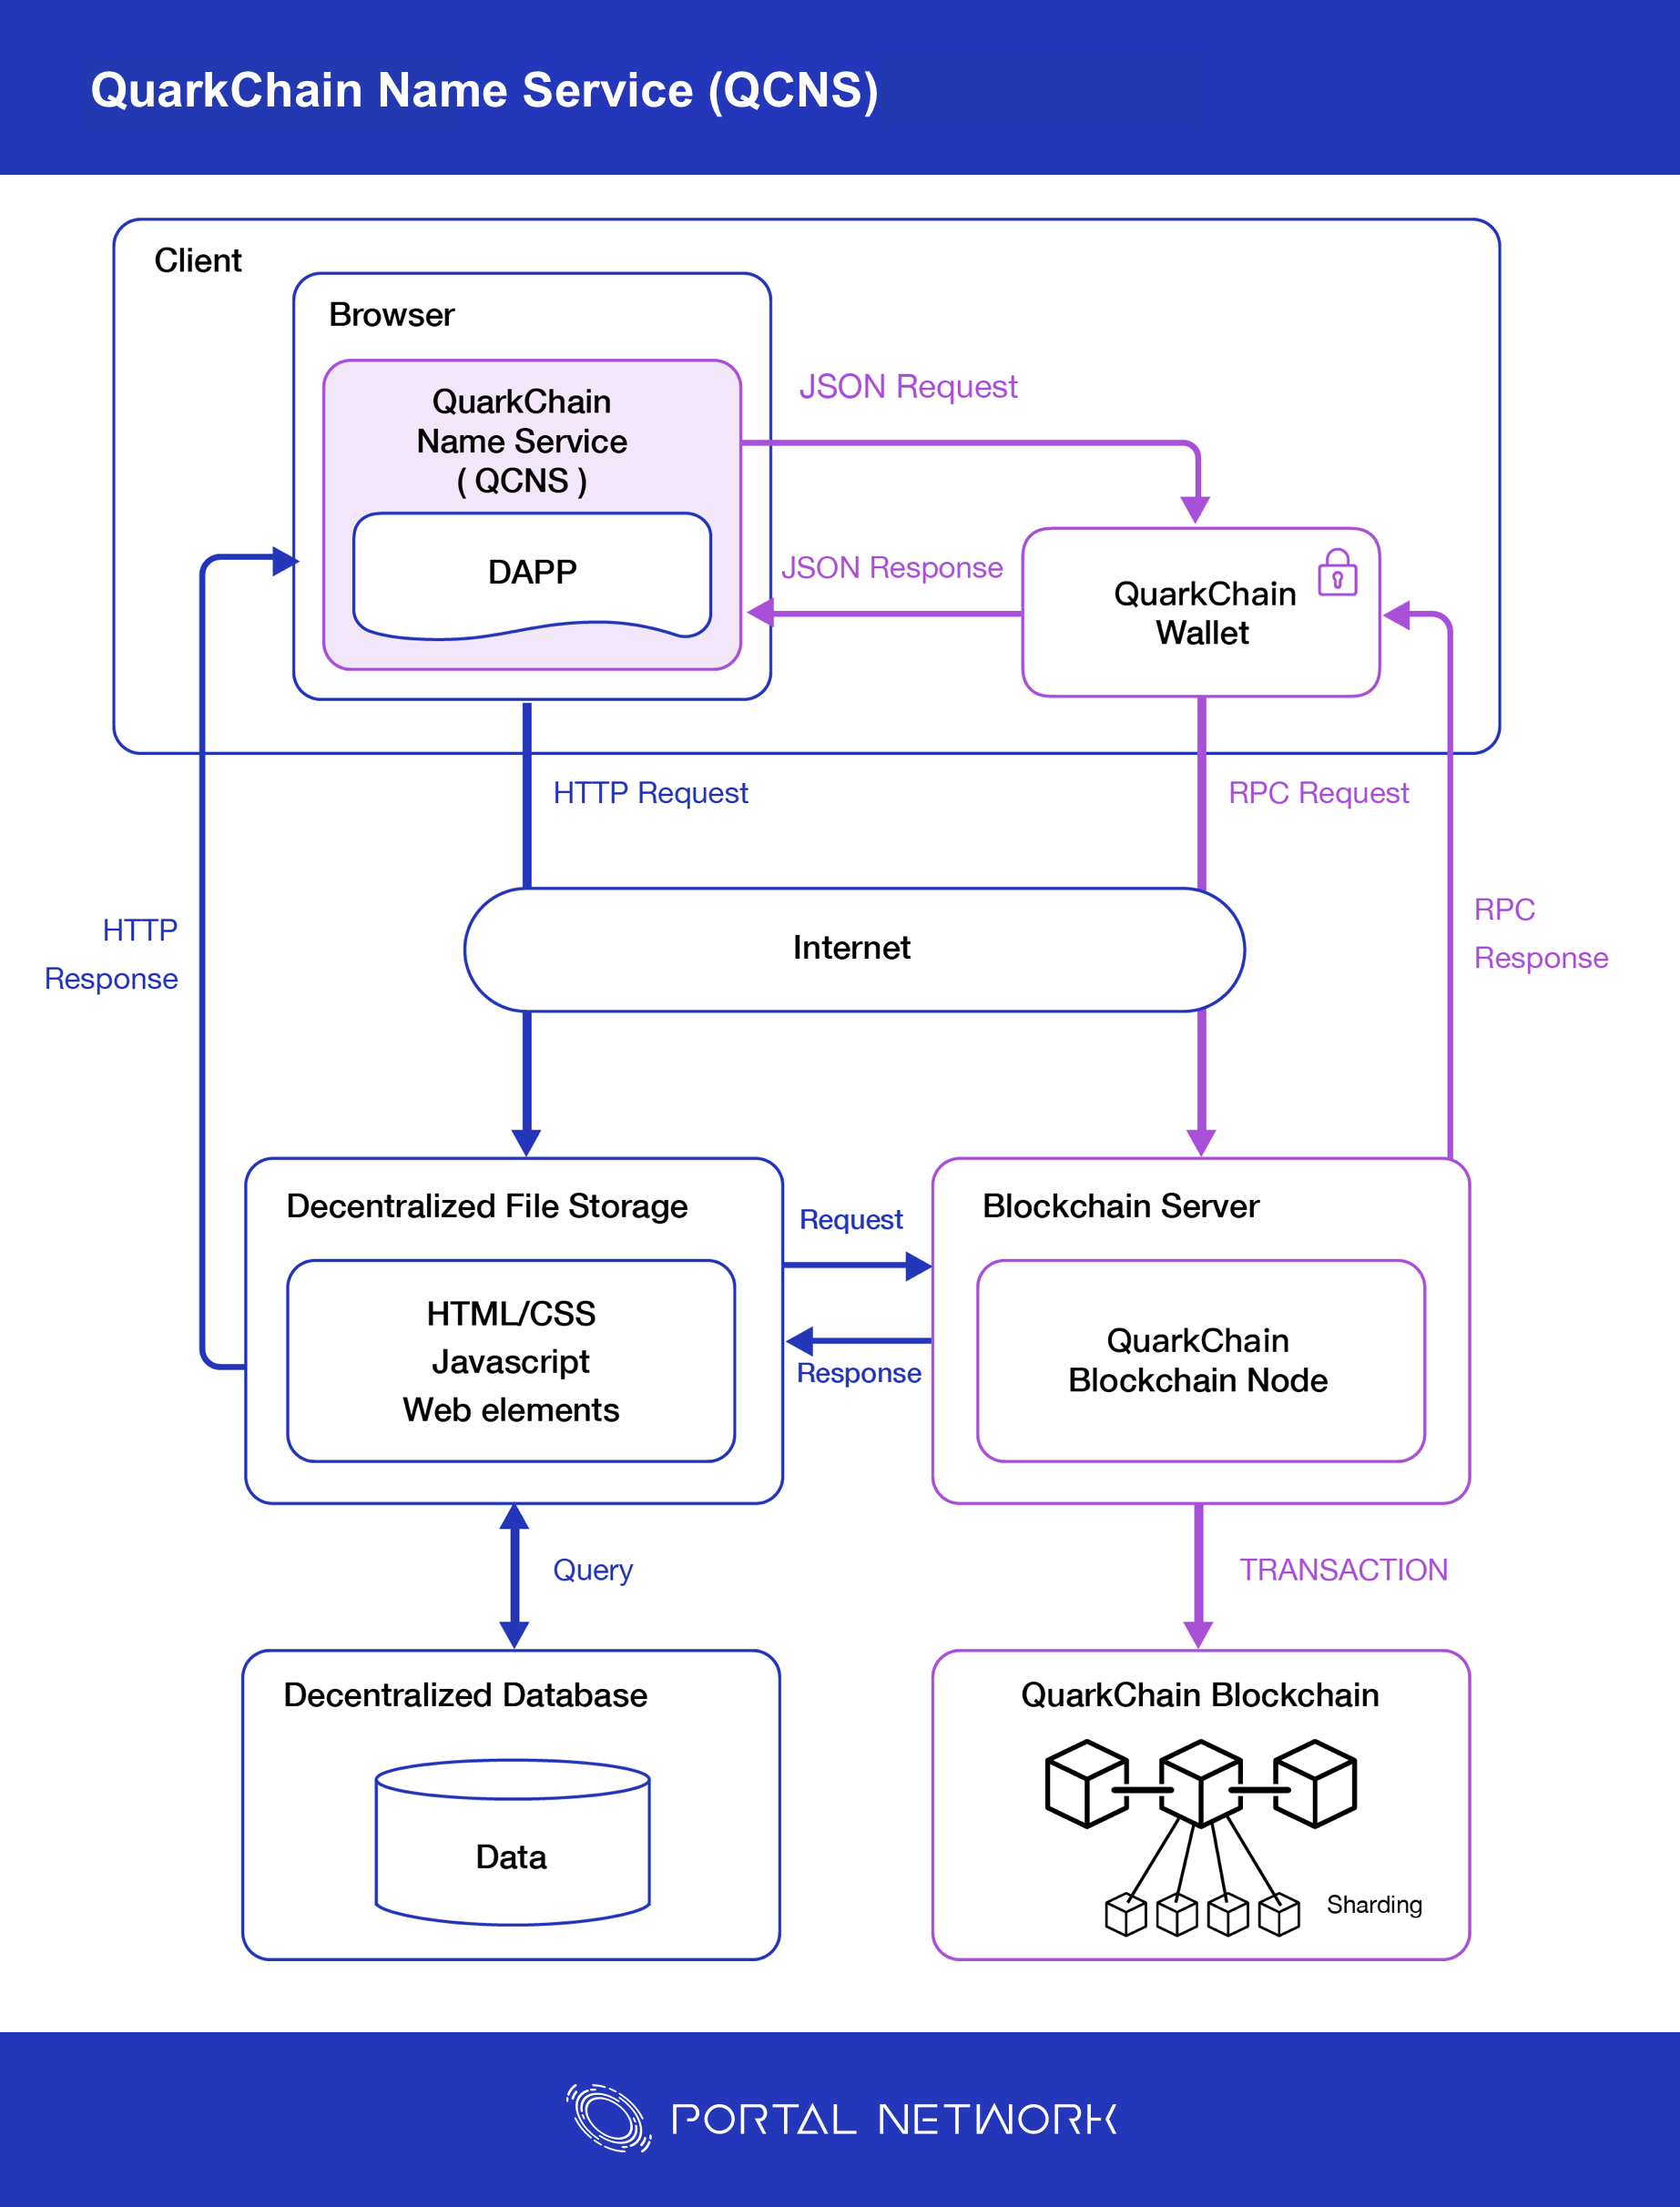 QuarkChain Name Service (QCNS)
Client
Browser
QuarkChain
Name Service
( QCNS )
DAPP
JSON Request
JSON Response
QuarkChain
Wallet
HTTP Request
RPC Request
HTTP
Response
Internet
RPC
Response
Decentralized File Storage
HTML/CSS
Javascript
Web elements
Request
Response
Blockchain Server
QuarkChain
Blockchain Node
Query
TRANSACTION
Decentralized Database
Data
QuarkChain Blockchain
Sharding
PORTAL NETWORK